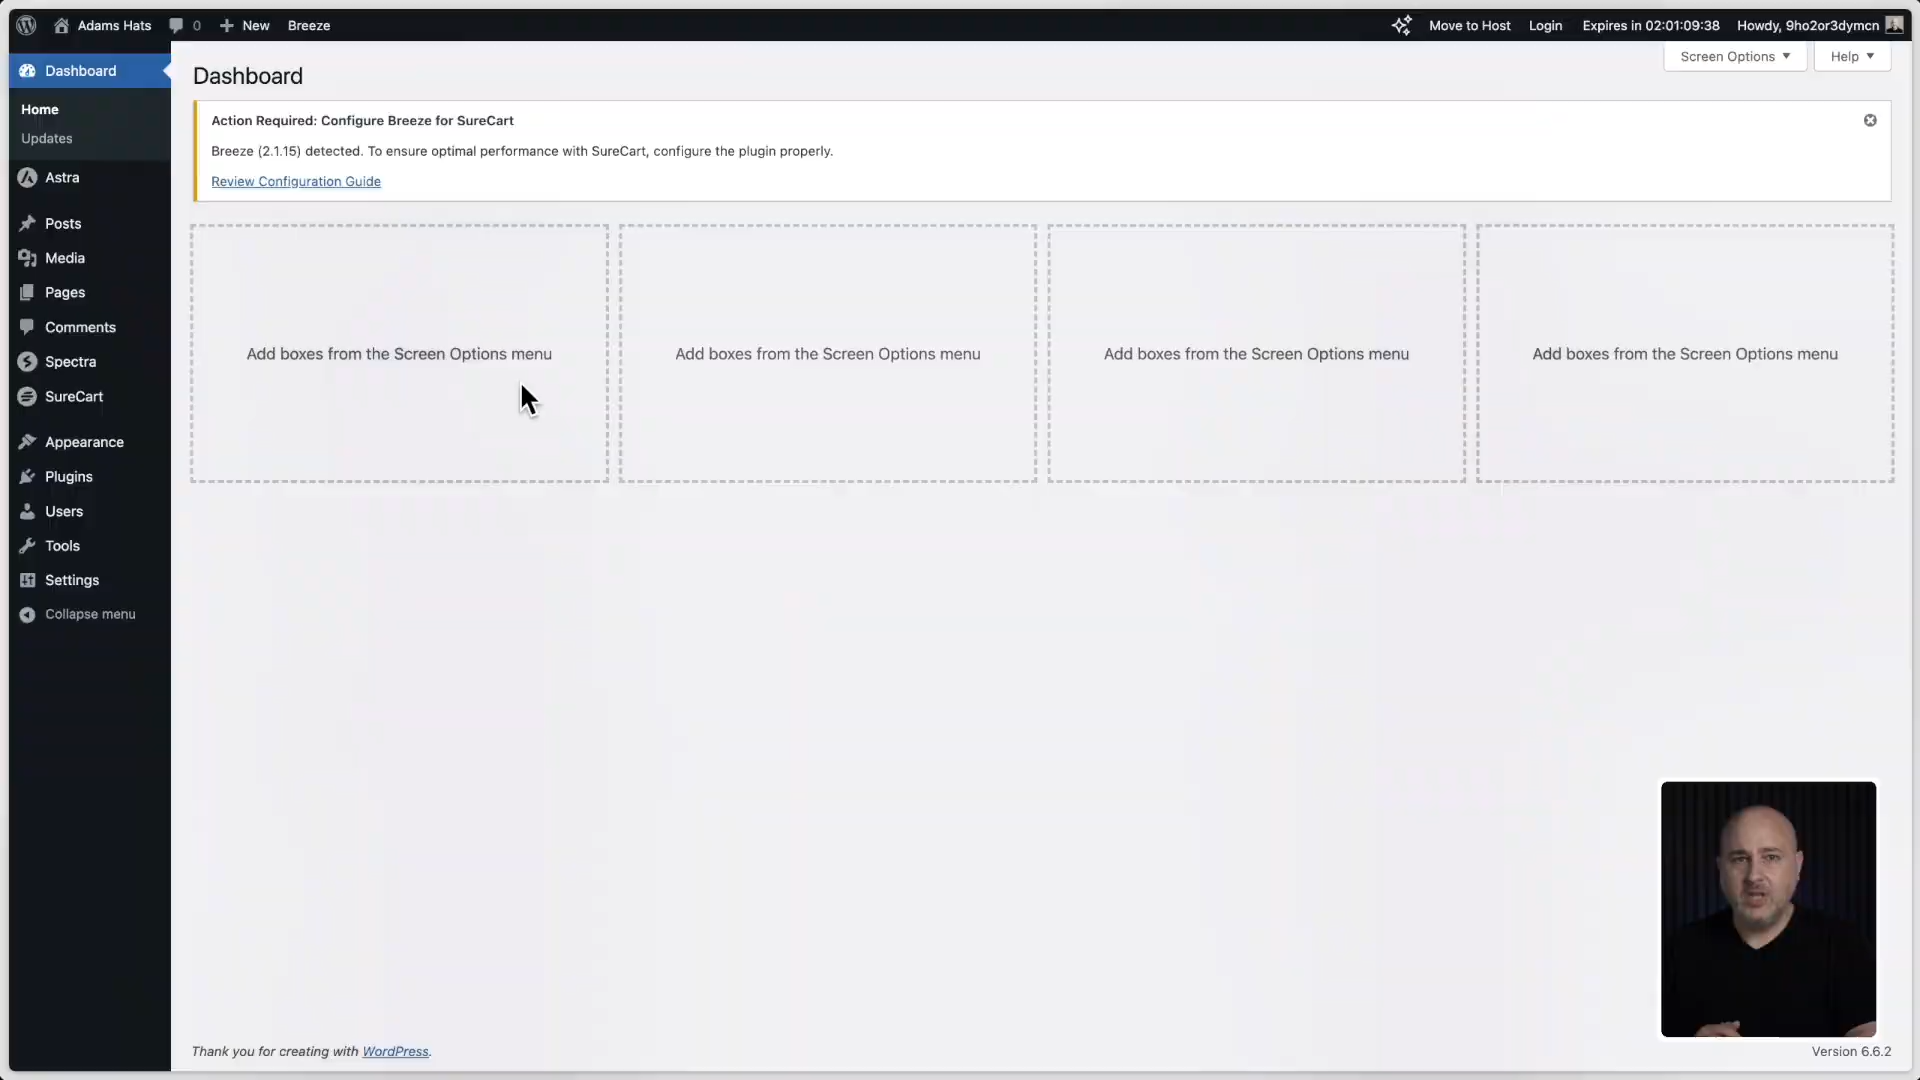 Adams Hats
0
New
Breeze
Move to Host
Login
Expires in 02:01:09:38
Howdy, 9ho2or3dymcn
Dashboard
Home
Updates
Astra
Posts
Media
Pages
Comments
Spectra
SureCart
Appearance
Plugins
Users
Tools
Settings
Collapse menu
Screen Options
Help
Dashboard
Action Required: Configure Breeze for SureCart
Breeze (2.1.15) detected. To ensure optimal performance with SureCart, configure the plugin properly.
Review Configuration Guide
Add boxes from the Screen Options menu
Add boxes from the Screen Options menu
Add boxes from the Screen Options menu
Add boxes from the Screen Options menu
Thank you for creating with WordPress.
Version 6.6.2